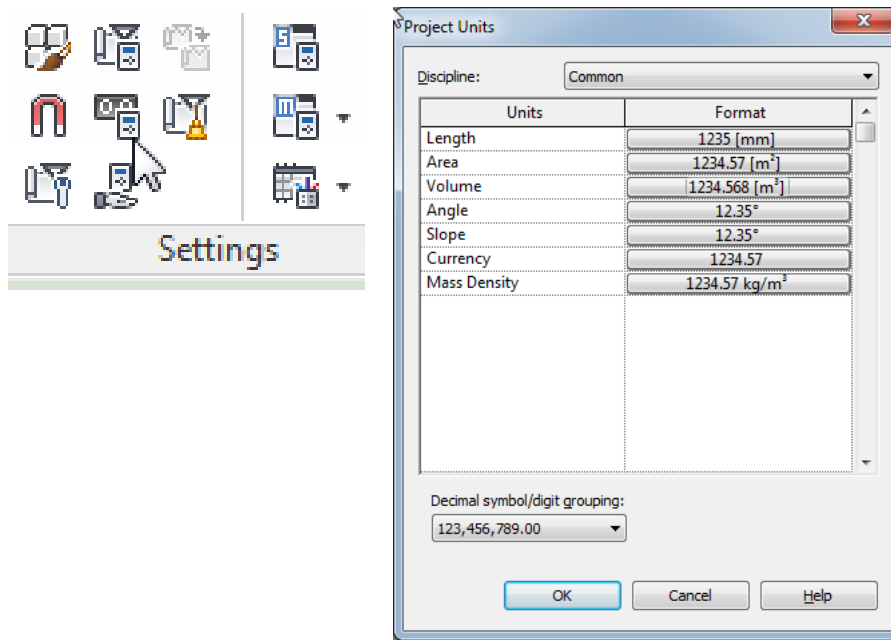 Settings
Project Units
Discipline: Common
Units Format
Length 1235 [mm]
Area 1234.57 [m²]
Volume 1234.568 [m³]
Angle 12.35°
Slope 12.35°
Currency 1234.57
Mass Density 1234.57 kg/m³
Decimal symbol/digit grouping:
123,456,789.00
OK Cancel Help